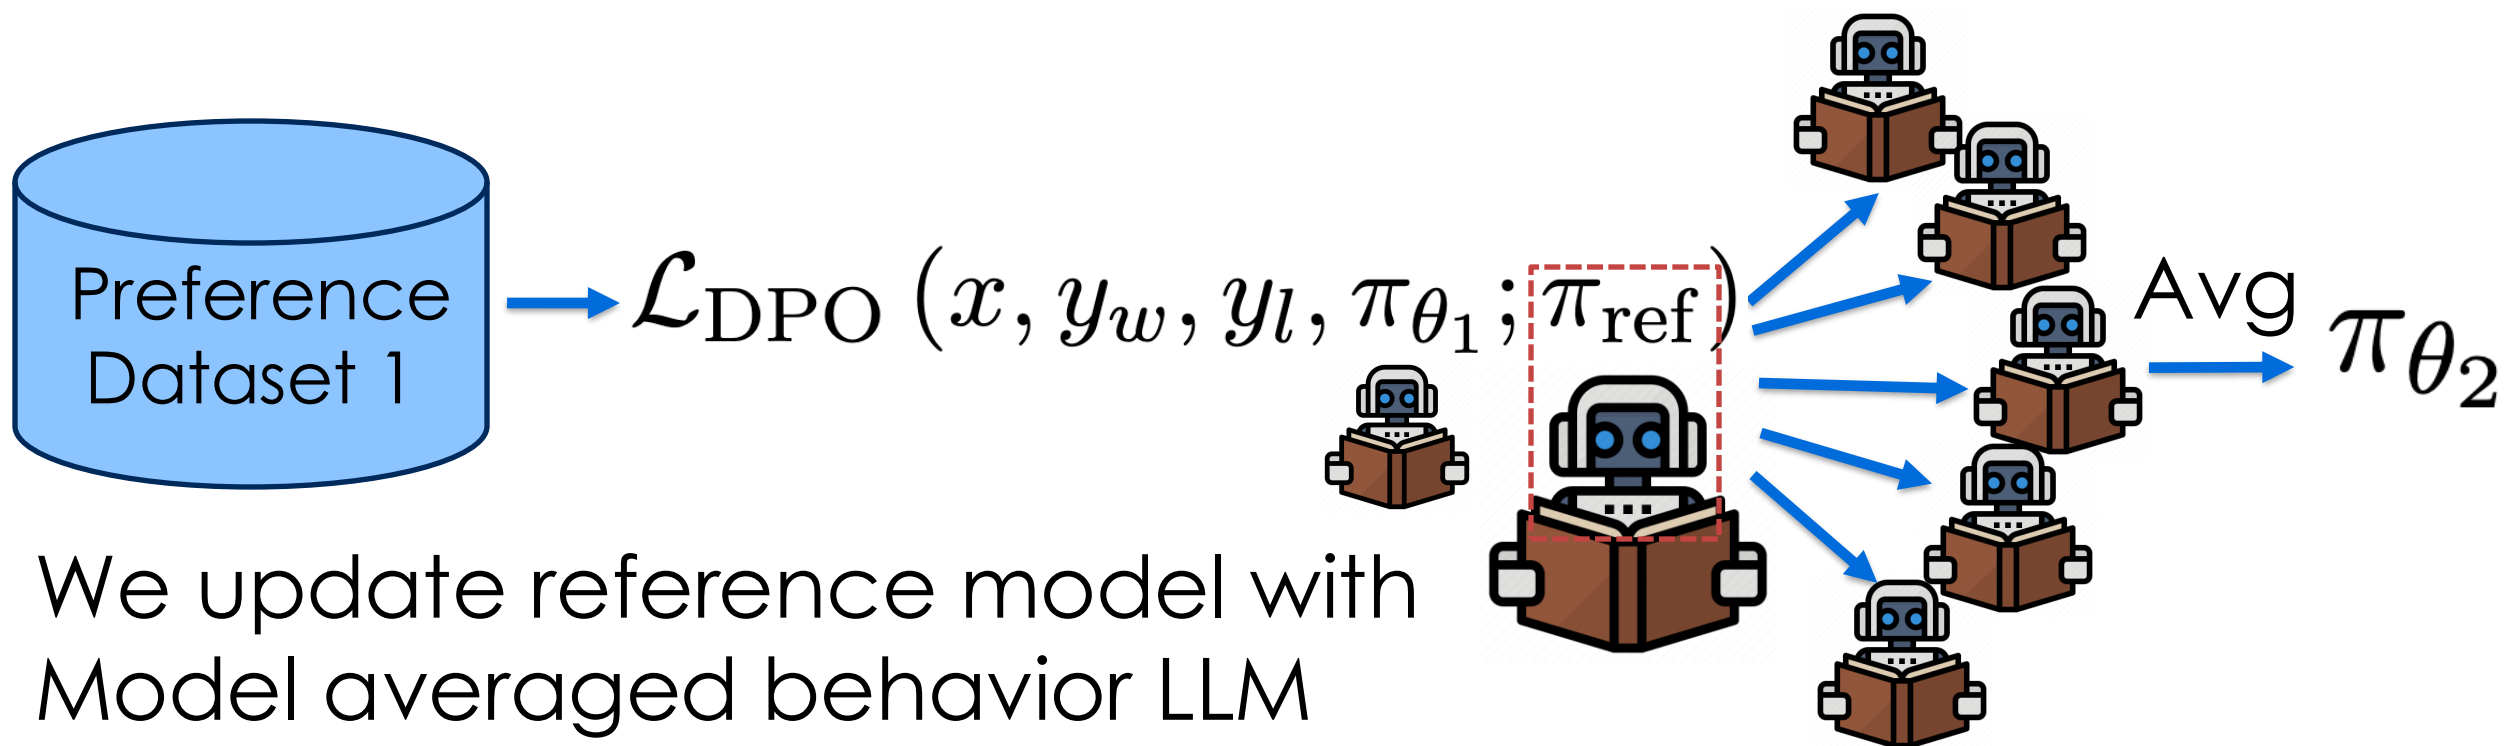 Preference
Dataset 1
ℒ_DPO (x, y_w, y_l, π_θ₁; π_ref)
Avg
π_θ₂
We update reference model with
Model averaged behavior LLM